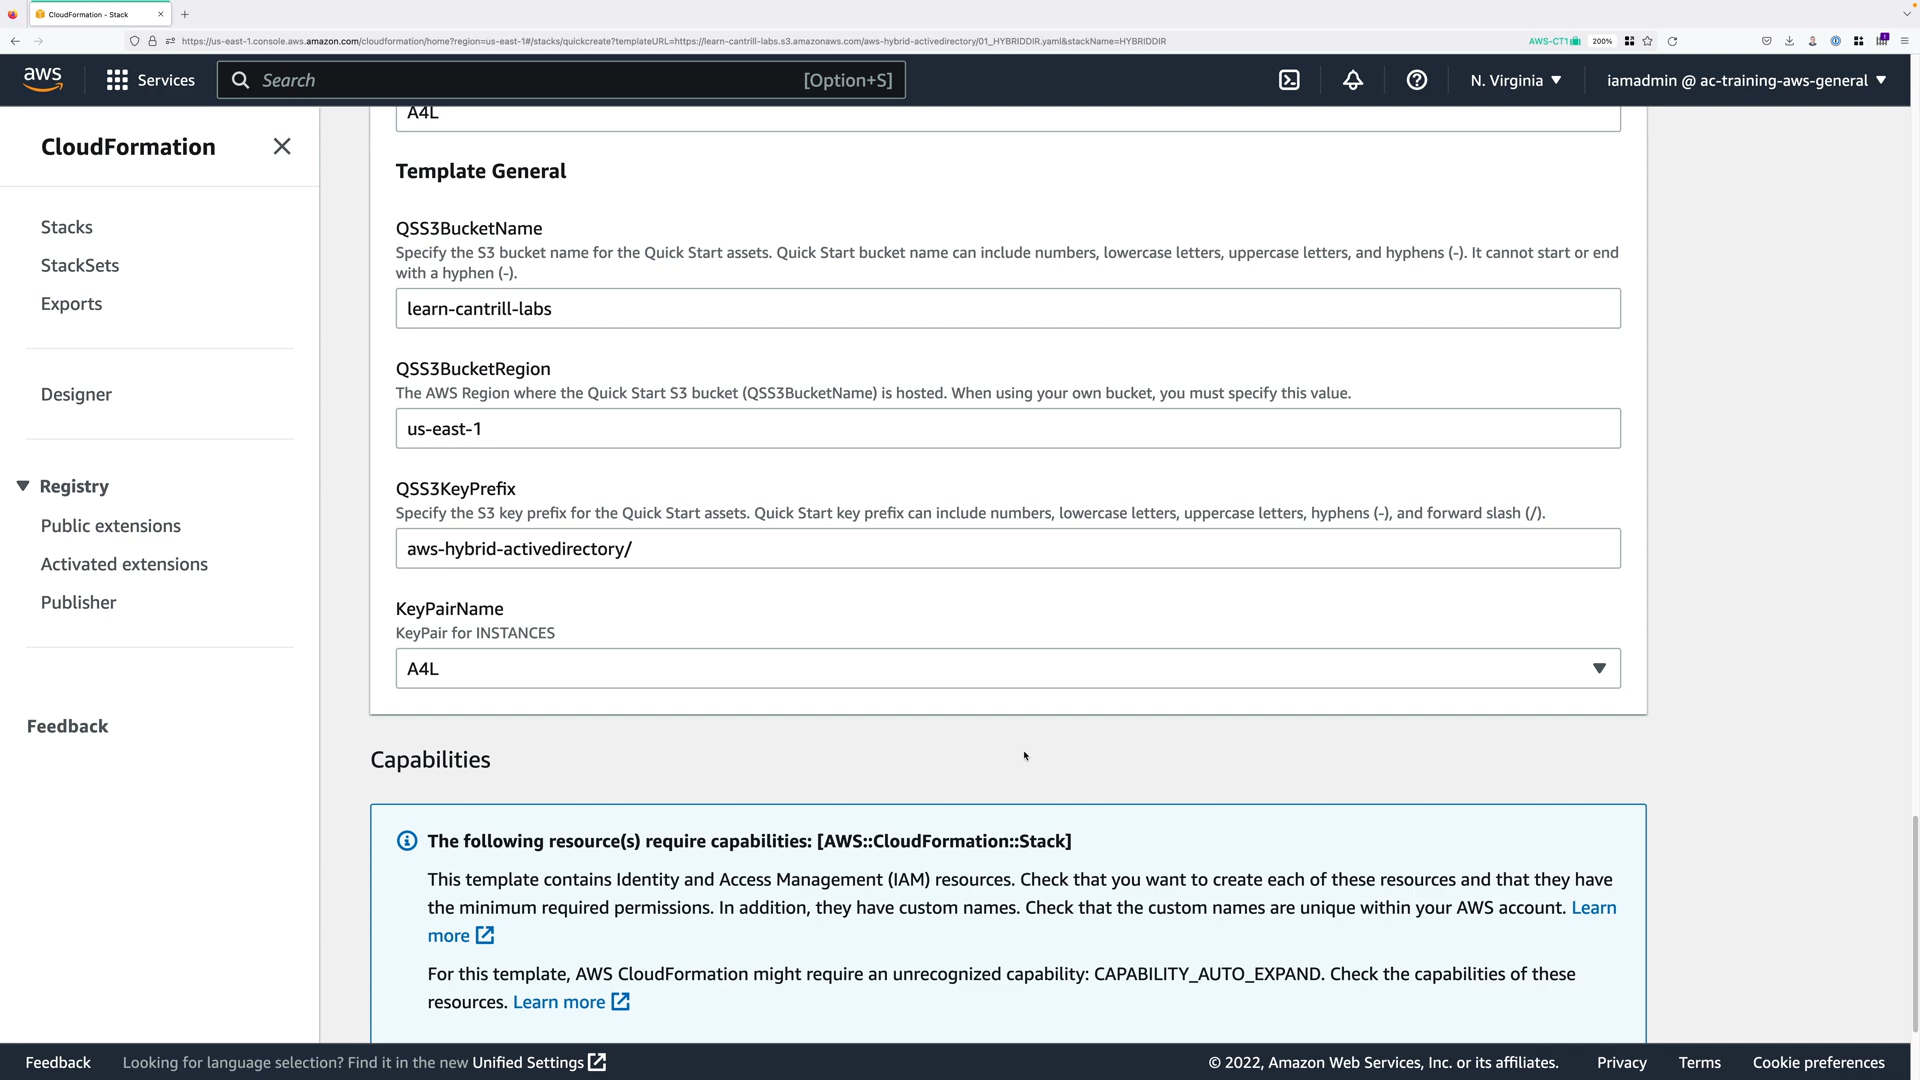 CloudFormation - Stack
https://us-east-1.console.aws.amazon.com/cloudformation/home?region=us-east-1#/stacks/quickcreate?templateURL=https://learn-cantrill-labs.s3.amazonaws.com/aws-hybrid-activedirectory/01_HYBRIDDIR.yaml&stackName=HYBRIDDIR
AWS-CT1
200%
aws
Services
Search
[Option+S]
N. Virginia
iamadmin @ ac-training-aws-general
CloudFormation
Stacks
StackSets
Exports
Designer
Registry
Public extensions
Activated extensions
Publisher
Feedback
A4L
Template General
QSS3BucketName
Specify the S3 bucket name for the Quick Start assets. Quick Start bucket name can include numbers, lowercase letters, uppercase letters, and hyphens (-). It cannot start or end
with a hyphen (-).
learn-cantrill-labs
QSS3BucketRegion
The AWS Region where the Quick Start S3 bucket (QSS3BucketName) is hosted. When using your own bucket, you must specify this value.
us-east-1
QSS3KeyPrefix
Specify the S3 key prefix for the Quick Start assets. Quick Start key prefix can include numbers, lowercase letters, uppercase letters, hyphens (-), and forward slash (/).
aws-hybrid-activedirectory/
KeyPairName
KeyPair for INSTANCES
A4L
Capabilities
The following resource(s) require capabilities: [AWS::CloudFormation::Stack]
This template contains Identity and Access Management (IAM) resources. Check that you want to create each of these resources and that they have
the minimum required permissions. In addition, they have custom names. Check that the custom names are unique within your AWS account. Learn
more
For this template, AWS CloudFormation might require an unrecognized capability: CAPABILITY_AUTO_EXPAND. Check the capabilities of these
resources. Learn more
Feedback
Looking for language selection? Find it in the new Unified Settings
© 2022, Amazon Web Services, Inc. or its affiliates.
Privacy
Terms
Cookie preferences